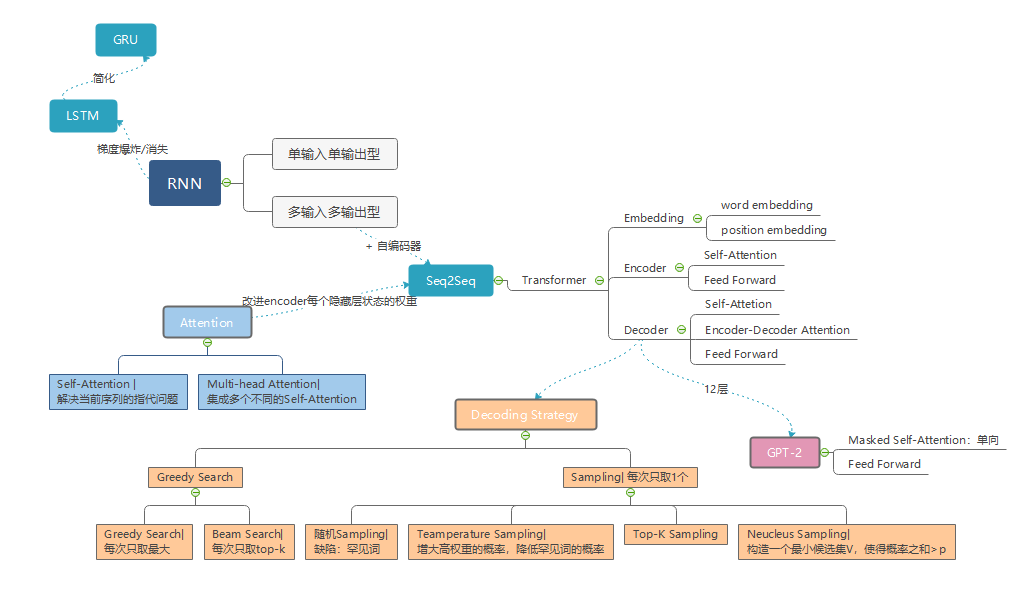 GRU
简化
LSTM
梯度爆炸/消失
RNN
单输入单输出型
多输入多输出型
+ 自编码器
Seq2Seq
改进encoder每个隐藏层状态的权重
Attention
Self-Attention |
解决当前序列的指代问题
Multi-head Attention|
集成多个不同的Self-Attention
Transformer
Embedding
word embedding
position embedding
Encoder
Self-Attention
Feed Forward
Decoder
Self-Attetion
Encoder-Decoder Attention
Feed Forward
12层
GPT-2
Masked Self-Attention：单向
Feed Forward
Decoding Strategy
Greedy Search
Greedy Search|
每次只取最大
Beam Search|
每次只取top-k
Sampling| 每次只取1个
随机Sampling|
缺陷：罕见词
Teamperature Sampling|
增大高权重的概率，降低罕见词的概率
Top-K Sampling
Neucleus Sampling|
构造一个最小候选集V，使得概率之和>p